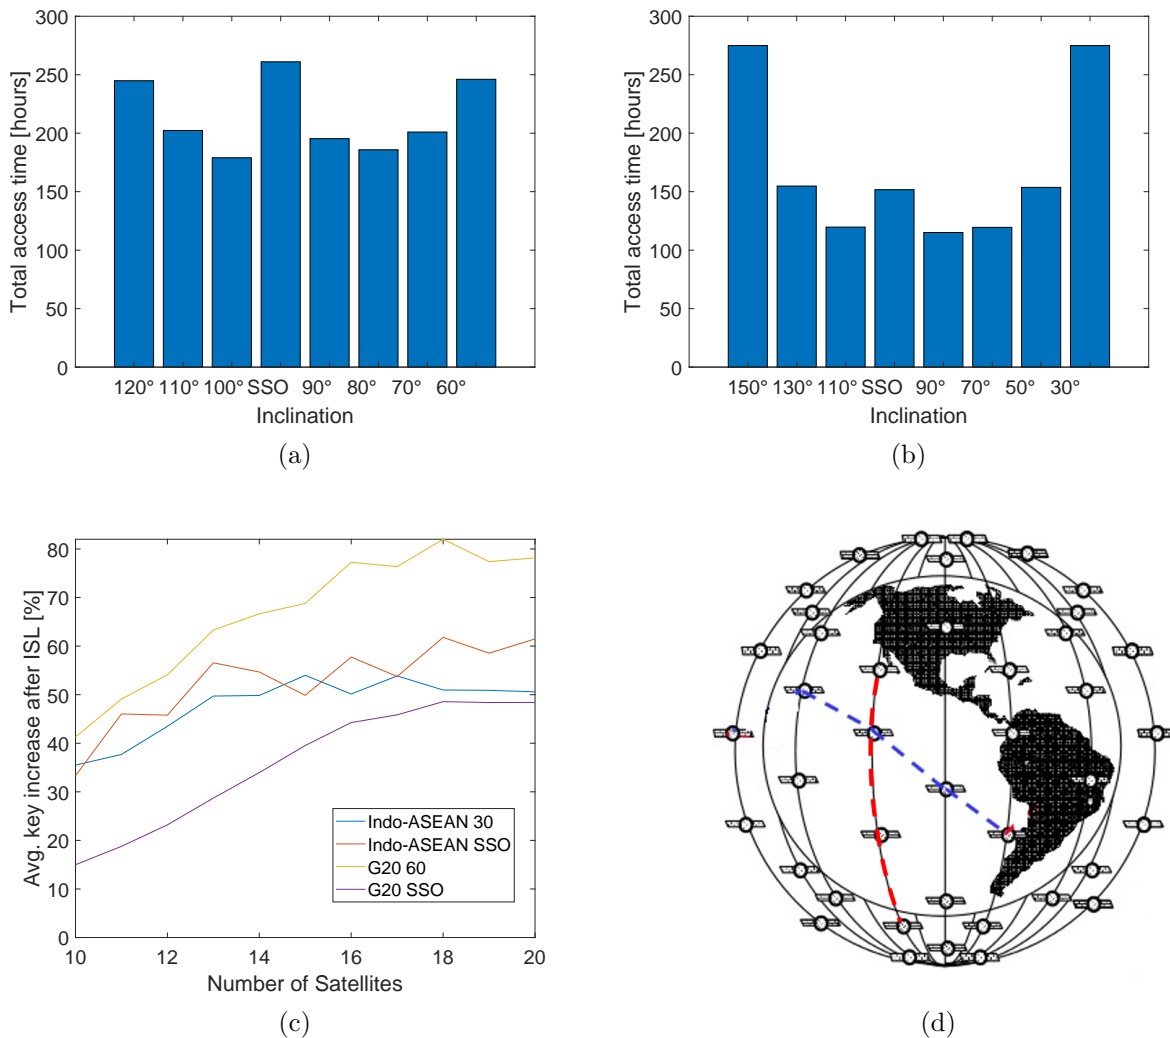 300
250
200
150
100
50
0
Total access time [hours]
120° 110° 100° SSO 90° 80° 70° 60°
Inclination
(a)
300
250
200
150
100
50
0
Total access time [hours]
150° 130° 110° SSO 90° 70° 50° 30°
Inclination
(b)
80
70
60
50
40
30
20
10
0
Avg. key increase after ISL [%]
Indo-ASEAN 30
Indo-ASEAN SSO
G20 60
G20 SSO
10 12 14 16 18 20
Number of Satellites
(c)
(d)